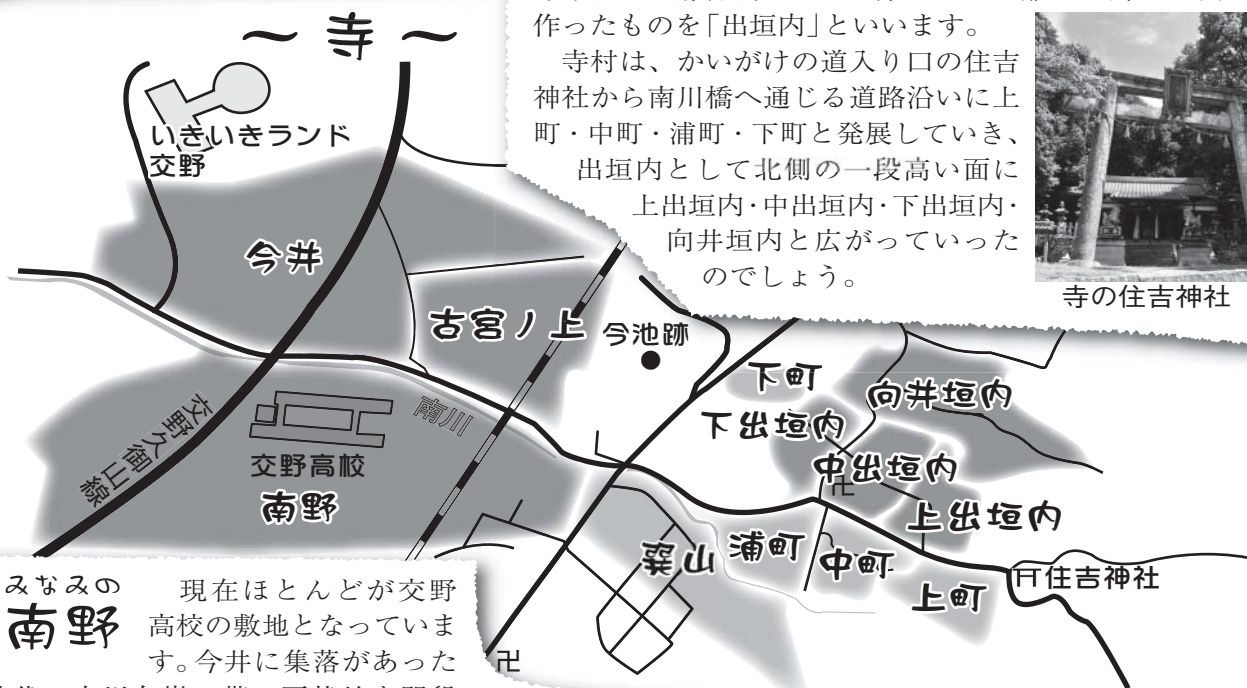 ～ 寺 ～
作ったものを「出垣内」といいます。
寺村は、かいがけの道入り口の住吉
神社から南川橋へ通じる道路沿いに上
町・中町・浦町・下町と発展していき、
出垣内として北側の一段高い面に
上出垣内・中出垣内・下出垣内・
向井垣内と広がっていった
のでしょう。
寺の住吉神社
いきいきランド
交野
今井
古宮ノ上
今池跡
下町
向井垣内
下出垣内
中出垣内
卍
上出垣内
南川
交野久御山線
交野高校
南野
浦町
中町
上町
住吉神社
卍
みなみの
南野
現在ほとんどが交野
高校の敷地となっていま
す。今井に集落があった